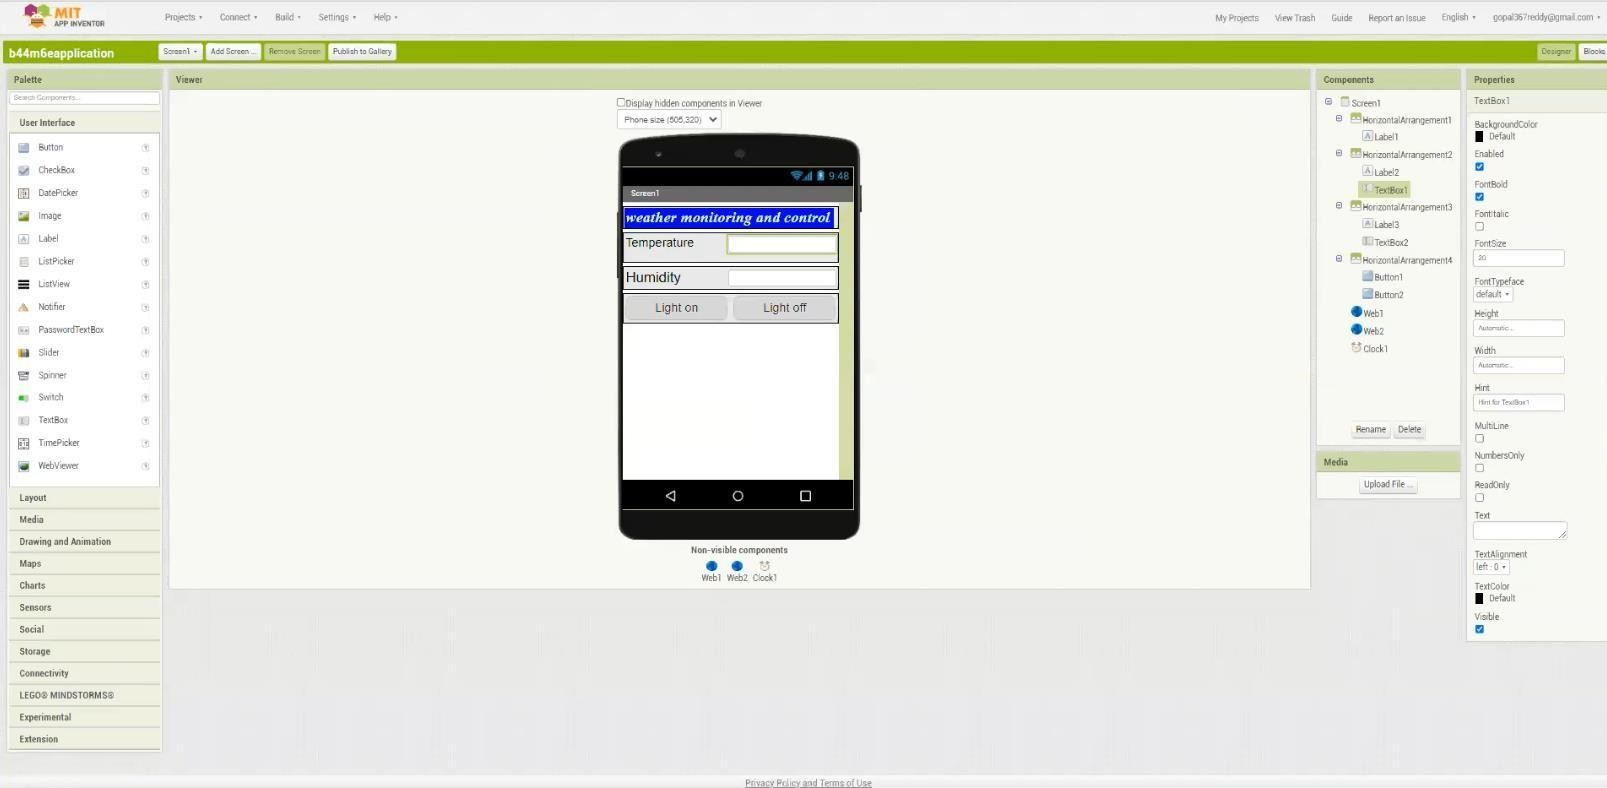 MIT
APP INVENTOR
Projects
Connect
Build
Settings
Help
My Projects
View Trash
Guide
Report an Issue
English
gopal367reddy@gmail.com
b44m6eapplication
Screen1
Add Screen ...
Remove Screen
Publish to Gallery
Designer
Blocks
Palette
Search Components...
User Interface
Button
CheckBox
DatePicker
Image
Label
ListPicker
ListView
Notifier
PasswordTextBox
Slider
Spinner
Switch
TextBox
TimePicker
WebViewer
Layout
Media
Drawing and Animation
Maps
Charts
Sensors
Social
Storage
Connectivity
LEGO® MINDSTORMS®
Experimental
Extension
Viewer
Display hidden components in Viewer
Phone size (505,320)
9:48
Screen1
weather monitoring and control
Temperature
Humidity
Light on
Light off
Non-visible components
Web1
Web2
Clock1
Components
Screen1
HorizontalArrangement1
Label1
HorizontalArrangement2
Label2
TextBox1
HorizontalArrangement3
Label3
TextBox2
HorizontalArrangement4
Button1
Button2
Web1
Web2
Clock1
Rename
Delete
Media
Upload File ...
Properties
TextBox1
BackgroundColor
Default
Enabled
FontBold
FontItalic
FontSize
20
FontTypeface
default
Height
Automatic...
Width
Automatic...
Hint
Hint for TextBox1
MultiLine
NumbersOnly
ReadOnly
Text
TextAlignment
left : 0
TextColor
Default
Visible
Privacy Policy and Terms of Use